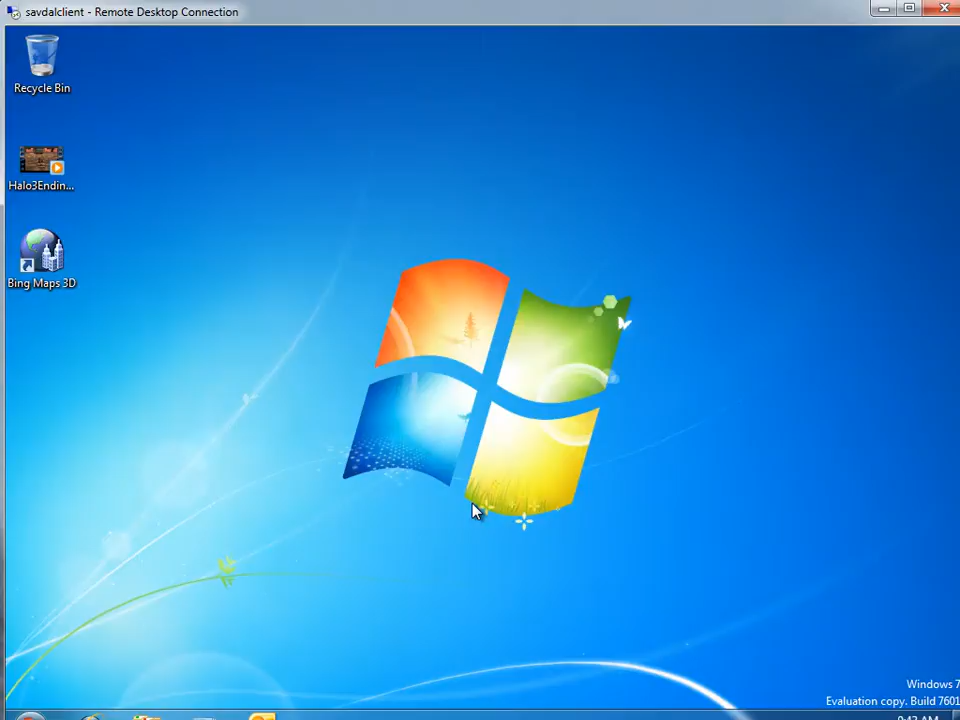 savdalclient - Remote Desktop Connection
Recycle Bin
Halo3Endin...
Bing Maps 3D
Windows 7
Evaluation copy. Build 7601